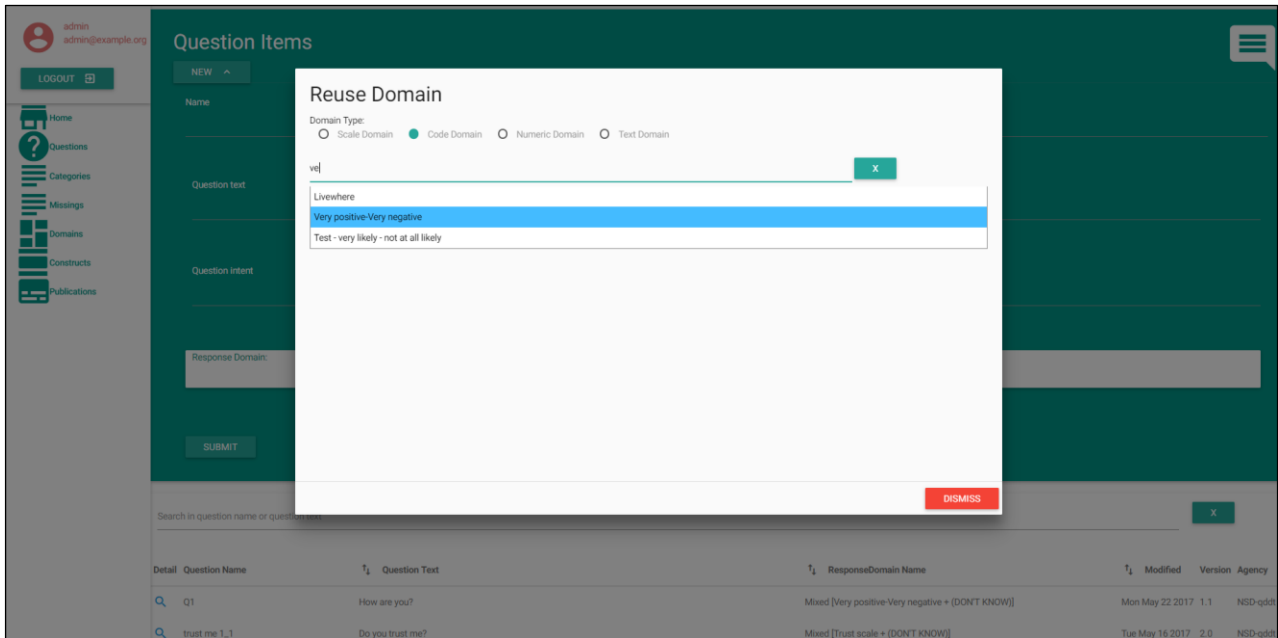 admin
admin@example.org
LOGOUT
Home
Questions
Categories
Missings
Domains
Constructs
Publications
Question Items
NEW
Name
Question text
Question intent
Response Domain:
SUBMIT
Reuse Domain
Domain Type:
Scale Domain Code Domain Numeric Domain Text Domain
ve
X
Livewhere
Very positive-Very negative
Test - very likely - not at all likely
DISMISS
Search in question name or question text
X
Detail Question Name Question Text ResponseDomain Name Modified Version Agency
Q1 How are you? Mixed [Very positive-Very negative + (DON'T KNOW)] Mon May 22 2017 1.1 NSD-qddt
trust me 1_1 Do you trust me? Mixed [Trust scale + (DON'T KNOW)] Tue May 16 2017 2.0 NSD-qddt